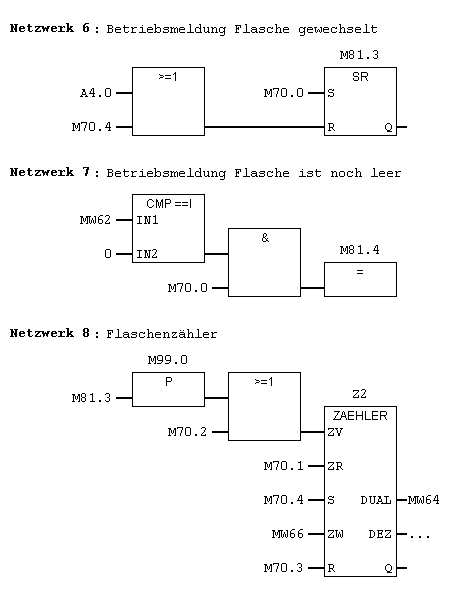 Netzwerk 6 : Betriebsmeldung Flasche gewechselt
M81.3
>=1 SR
A4.0 M70.0 S
M70.4 R Q
Netzwerk 7 : Betriebsmeldung Flasche ist noch leer
CMP ==I
MW62 IN1
& M81.4
0 IN2
=
M70.0
Netzwerk 8 : Flaschenzähler
M99.0
P >=1
M81.3 Z2
ZAEHLER
M70.2 ZV
M70.1 ZR
M70.4 S DUAL MW64
MW66 ZW DEZ ...
M70.3 R Q